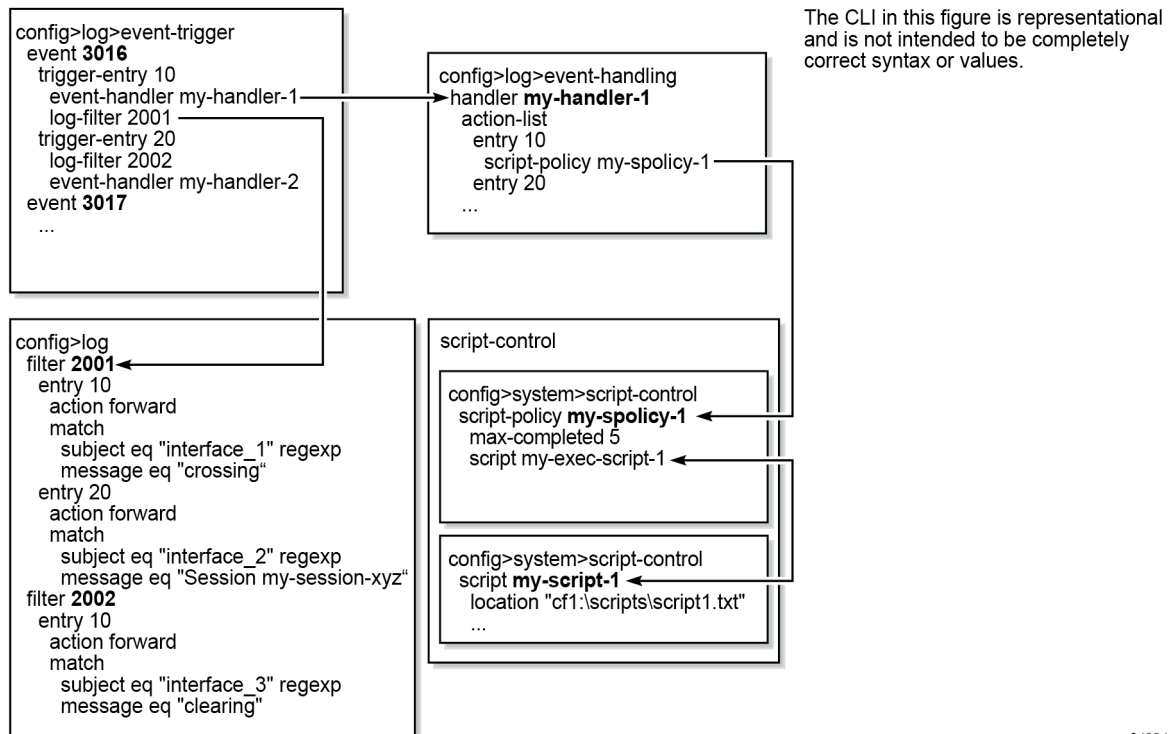 config>log>event-trigger
event 3016
trigger-entry 10
event-handler my-handler-1
log-filter 2001
trigger-entry 20
log-filter 2002
event-handler my-handler-2
event 3017
...
config>log>event-handling
handler my-handler-1
action-list
entry 10
script-policy my-spolicy-1
entry 20
...
The CLI in this figure is representational
and is not intended to be completely
correct syntax or values.
config>log
filter 2001
entry 10
action forward
match
subject eq "interface_1" regexp
message eq "crossing“
entry 20
action forward
match
subject eq "interface_2" regexp
message eq "Session my-session-xyz“
filter 2002
entry 10
action forward
match
subject eq "interface_3" regexp
message eq "clearing"
script-control
config>system>script-control
script-policy my-spolicy-1
max-completed 5
script my-exec-script-1
config>system>script-control
script my-script-1
location "cf1:\scripts\script1.txt"
...